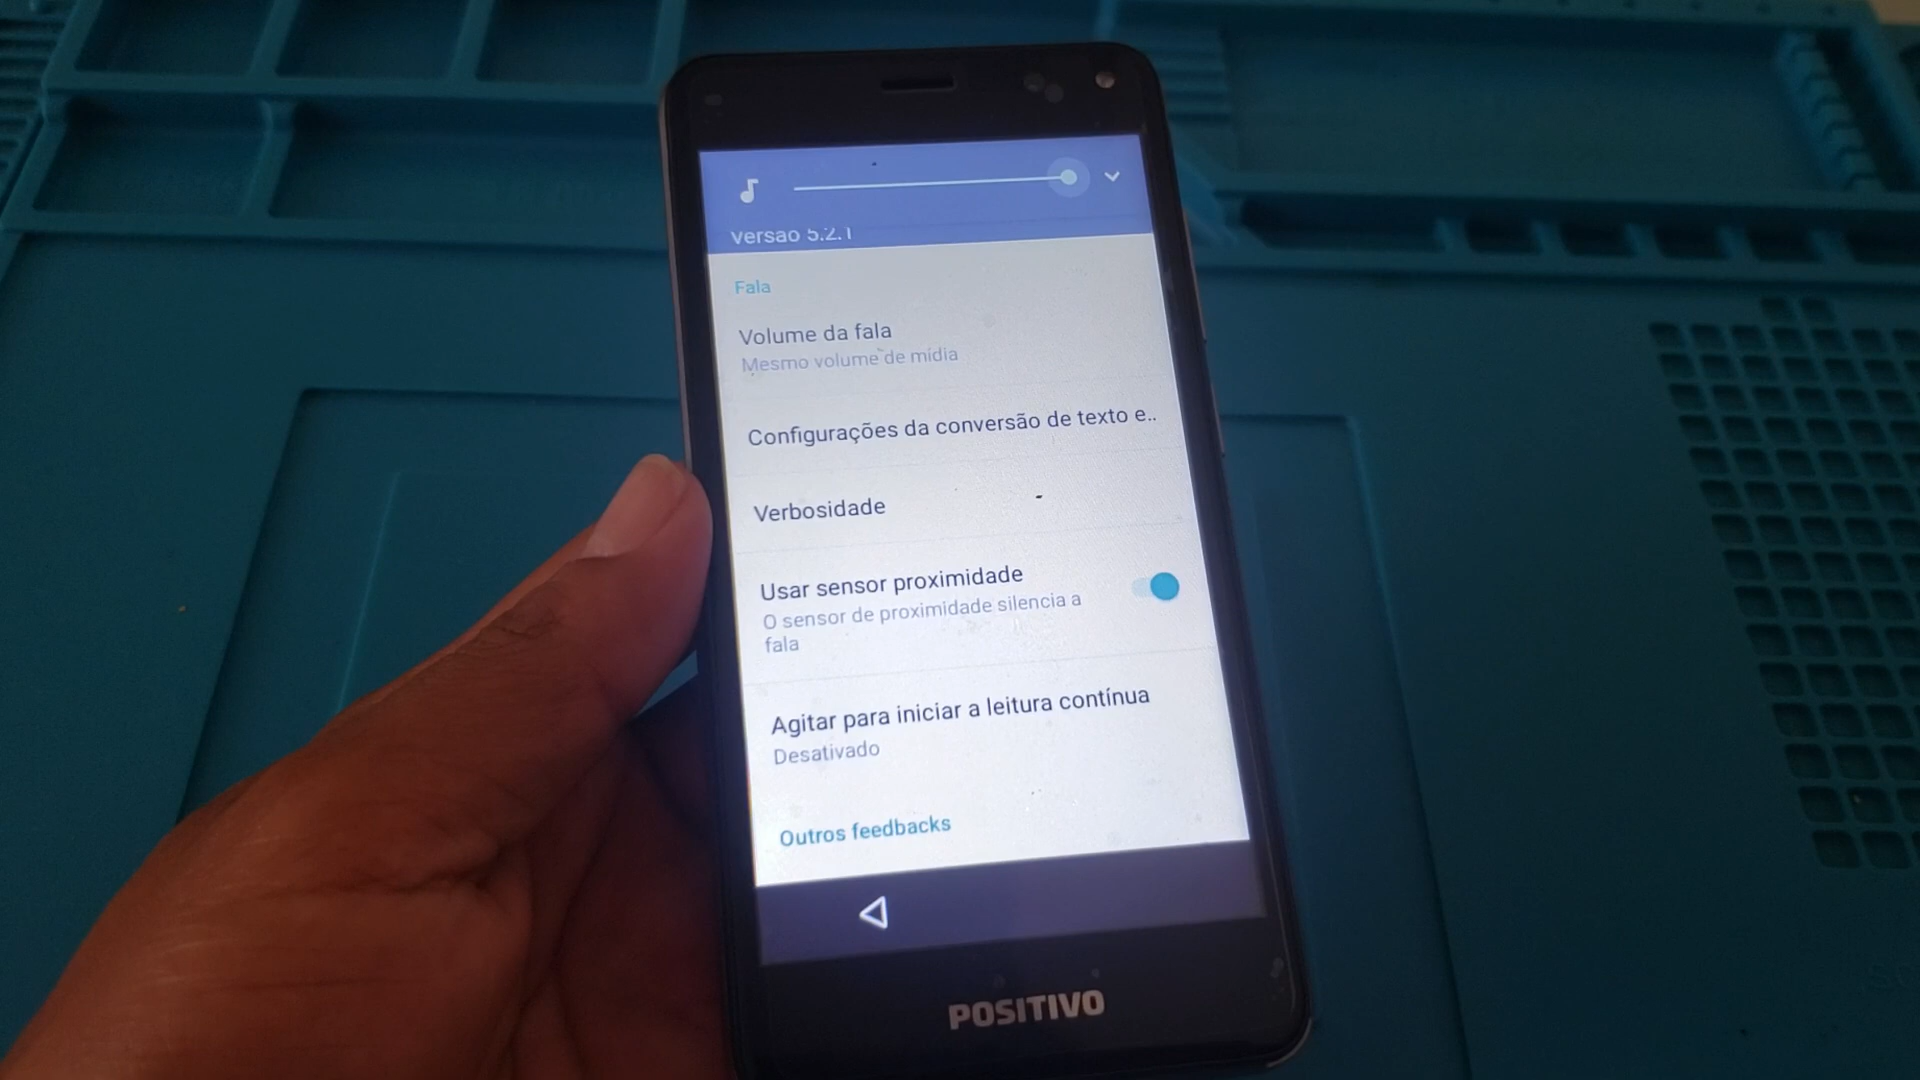 Versão 5.2.1
Fala
Volume da fala
Mesmo volume de mídia
Configurações da conversão de texto e..
Verbosidade
Usar sensor proximidade
O sensor de proximidade silencia a
fala
Agitar para iniciar a leitura contínua
Desativado
Outros feedbacks
POSITIVO